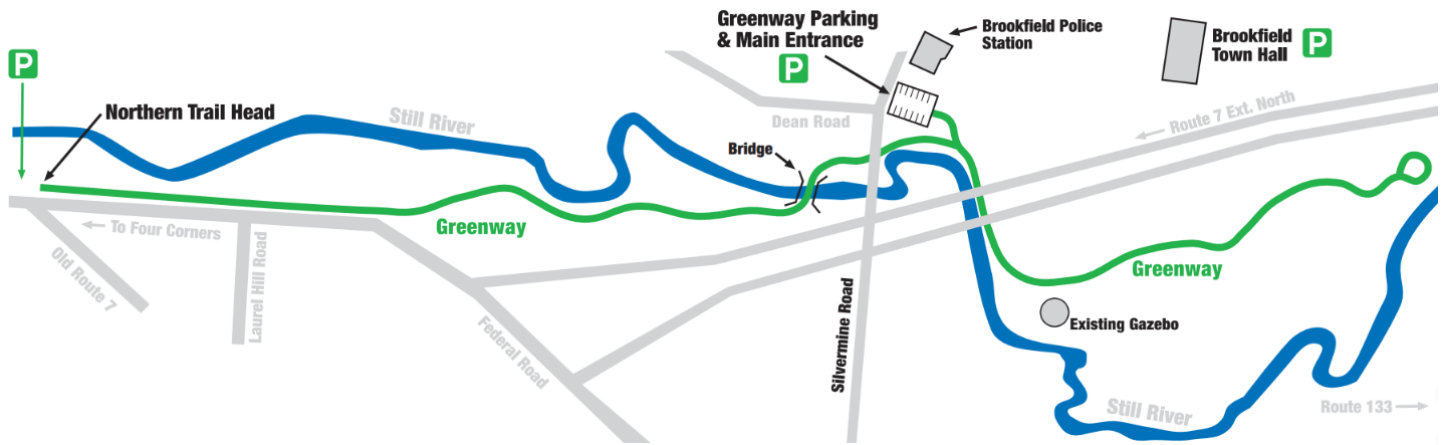 Greenway Parking
& Main Entrance
P
Brookfield Police
Station
Brookfield
Town Hall
P
P
Northern Trail Head
Still River
Dean Road
Route 7 Ext. North
Bridge
To Four Corners
Greenway
Greenway
Old Route 7
Laurel Hill Road
Federal Road
Silvermine Road
Existing Gazebo
Still River
Route 133